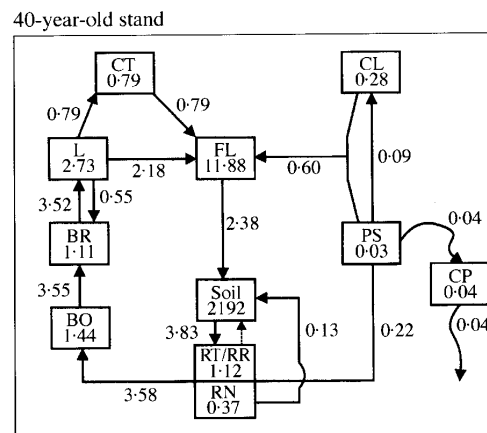 40-year-old stand
CT
0·79
CL
0·28
0·79
0·79
L
2·73
FL
11·88
2·18
0·60
0·09
3·52
0·55
BR
1·11
2·38
PS
0·03
0·04
CP
0·04
3·55
Soil
2192
BO
1·44
3·83
0·13
0·22
0·04
RT/RR
1·12
RN
0·37
3·58